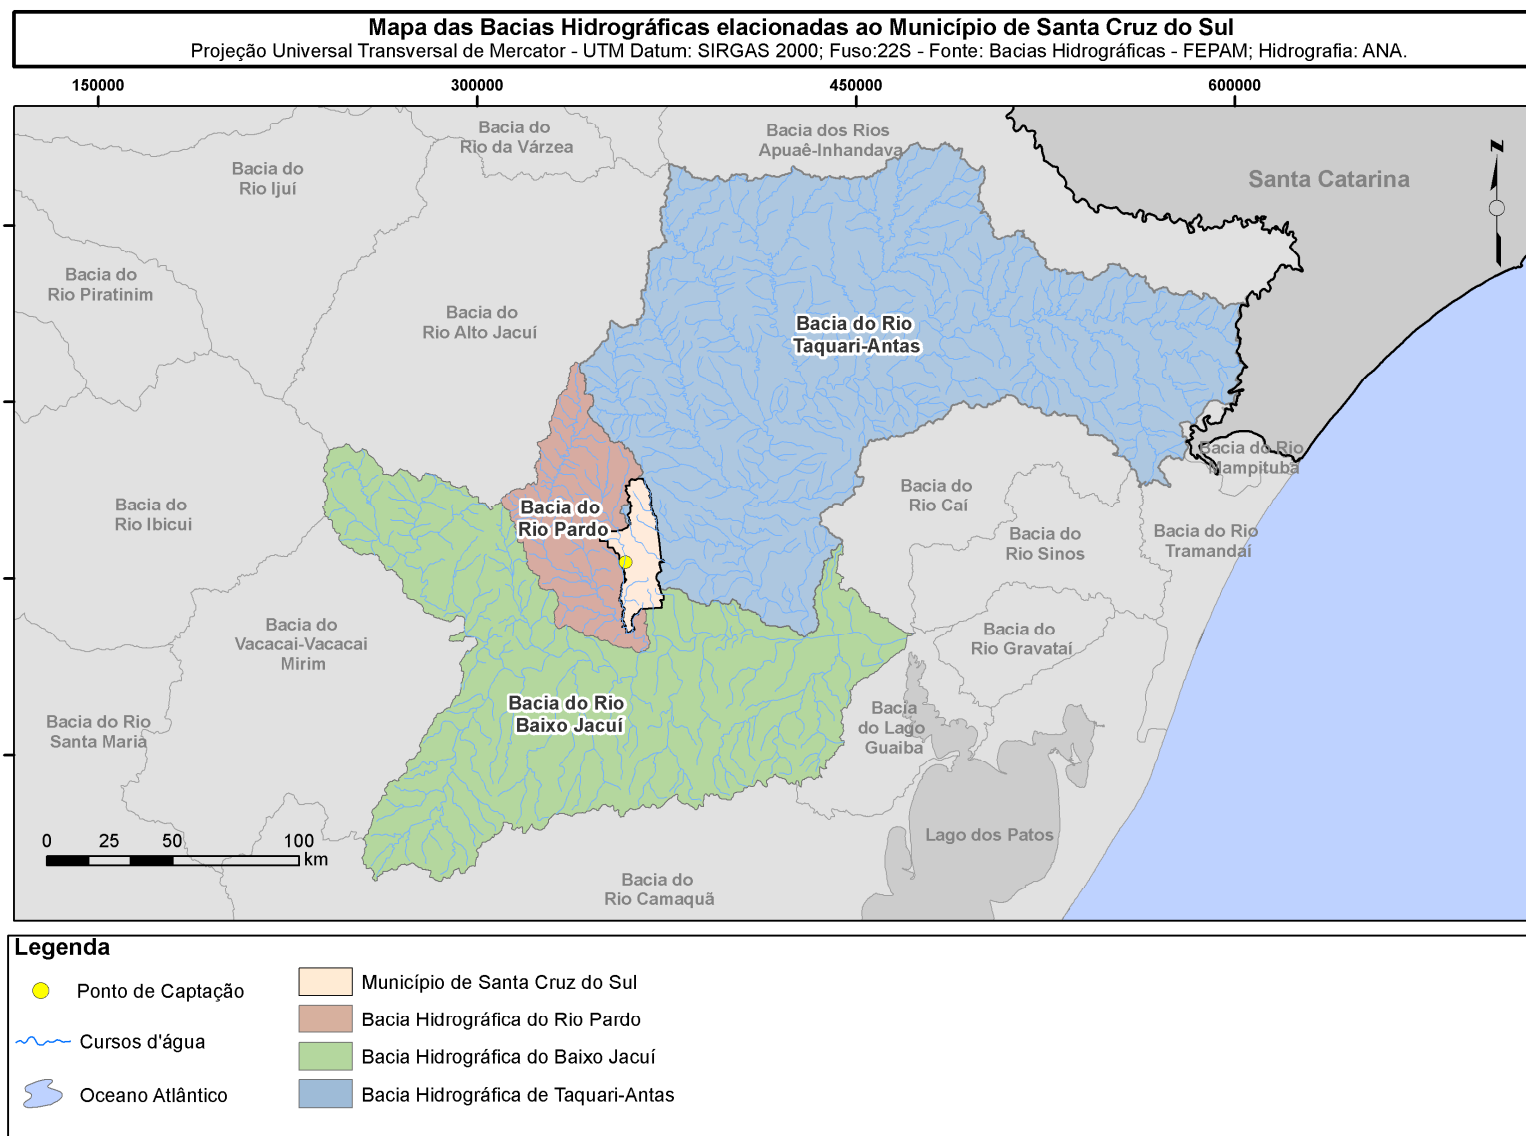 Mapa das Bacias Hidrográficas elacionadas ao Município de Santa Cruz do Sul
Projeção Universal Transversal de Mercator - UTM Datum: SIRGAS 2000; Fuso:22S - Fonte: Bacias Hidrográficas - FEPAM; Hidrografia: ANA.
150000
300000
450000
600000
Bacia do
Rio da Várzea
Bacia dos Rios
Apuaê-Inhandava
Bacia do
Rio Ijuí
Santa Catarina
z
Bacia do
Rio Piratinim
Bacia do
Rio Alto Jacuí
Bacia do Rio
Taquari-Antas
Bacia do Rio
Mampituba
Bacia do
Rio Ibicui
Bacia do
Rio Pardo
Bacia do
Rio Caí
Bacia do
Rio Sinos
Bacia do Rio
Tramandaí
Bacia do
Vacacai-Vacacai
Mirim
Bacia do
Rio Gravataí
Bacia do Rio
Santa Maria
Bacia do Rio
Baixo Jacuí
Bacia
do Lago
Guaiba
Lago dos Patos
0 25 50 100
km
Bacia do
Rio Camaquã
Legenda
Ponto de Captação
Cursos d'água
Oceano Atlântico
Município de Santa Cruz do Sul
Bacia Hidrográfica do Rio Pardo
Bacia Hidrográfica do Baixo Jacuí
Bacia Hidrográfica de Taquari-Antas